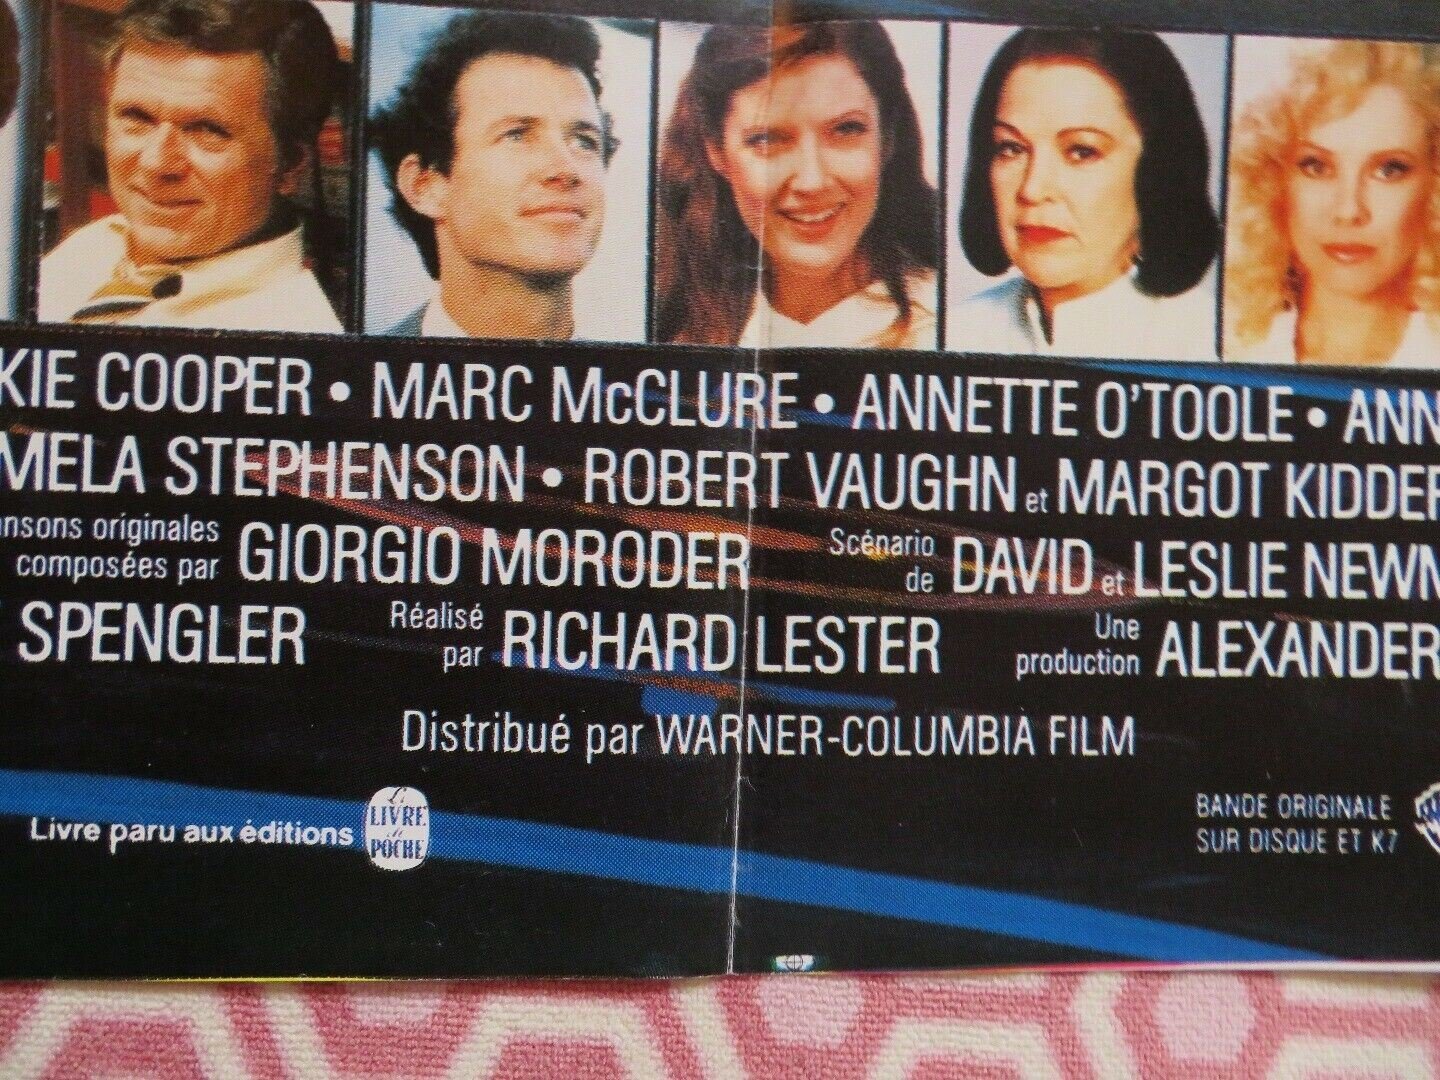 KIE COOPER • MARC McCLURE • ANNETTE O'TOOLE • ANN
MELA STEPHENSON • ROBERT VAUGHN et MARGOT KIDDER
ansons originales
composées par GIORGIO MORODER Scénario de DAVID et LESLIE NEWM
SPENGLER Réalisé par RICHARD LESTER Une production ALEXANDER
Distribué par WARNER-COLUMBIA FILM
Livre paru aux éditions
Le
LIVRE
de
POCHE
BANDE ORIGINALE
SUR DISQUE ET K7